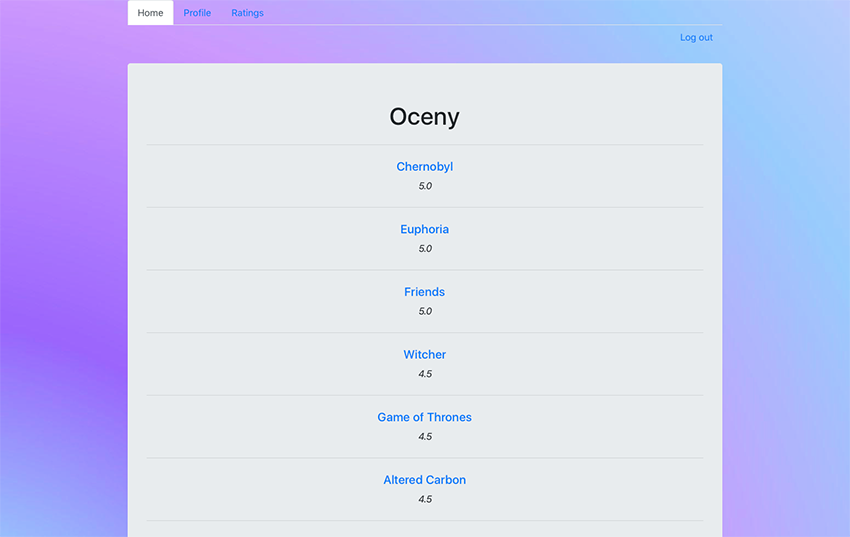 Home Profile Ratings
Log out
Oceny
Chernobyl
5.0
Euphoria
5.0
Friends
5.0
Witcher
4.5
Game of Thrones
4.5
Altered Carbon
4.5